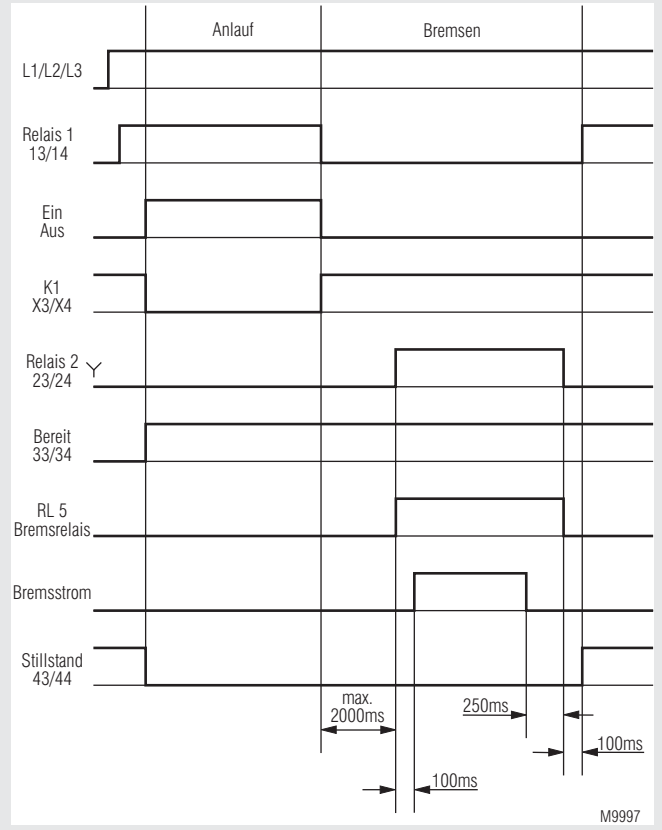 Anlauf
Bremsen
L1/L2/L3
Relais 1
13/14
Ein
Aus
K1
X3/X4
Relais 2
23/24
Bereit
33/34
RL 5
Bremsrelais
Bremsstrom
Stillstand
43/44
max.
2000ms
250ms
100ms
100ms
M9997